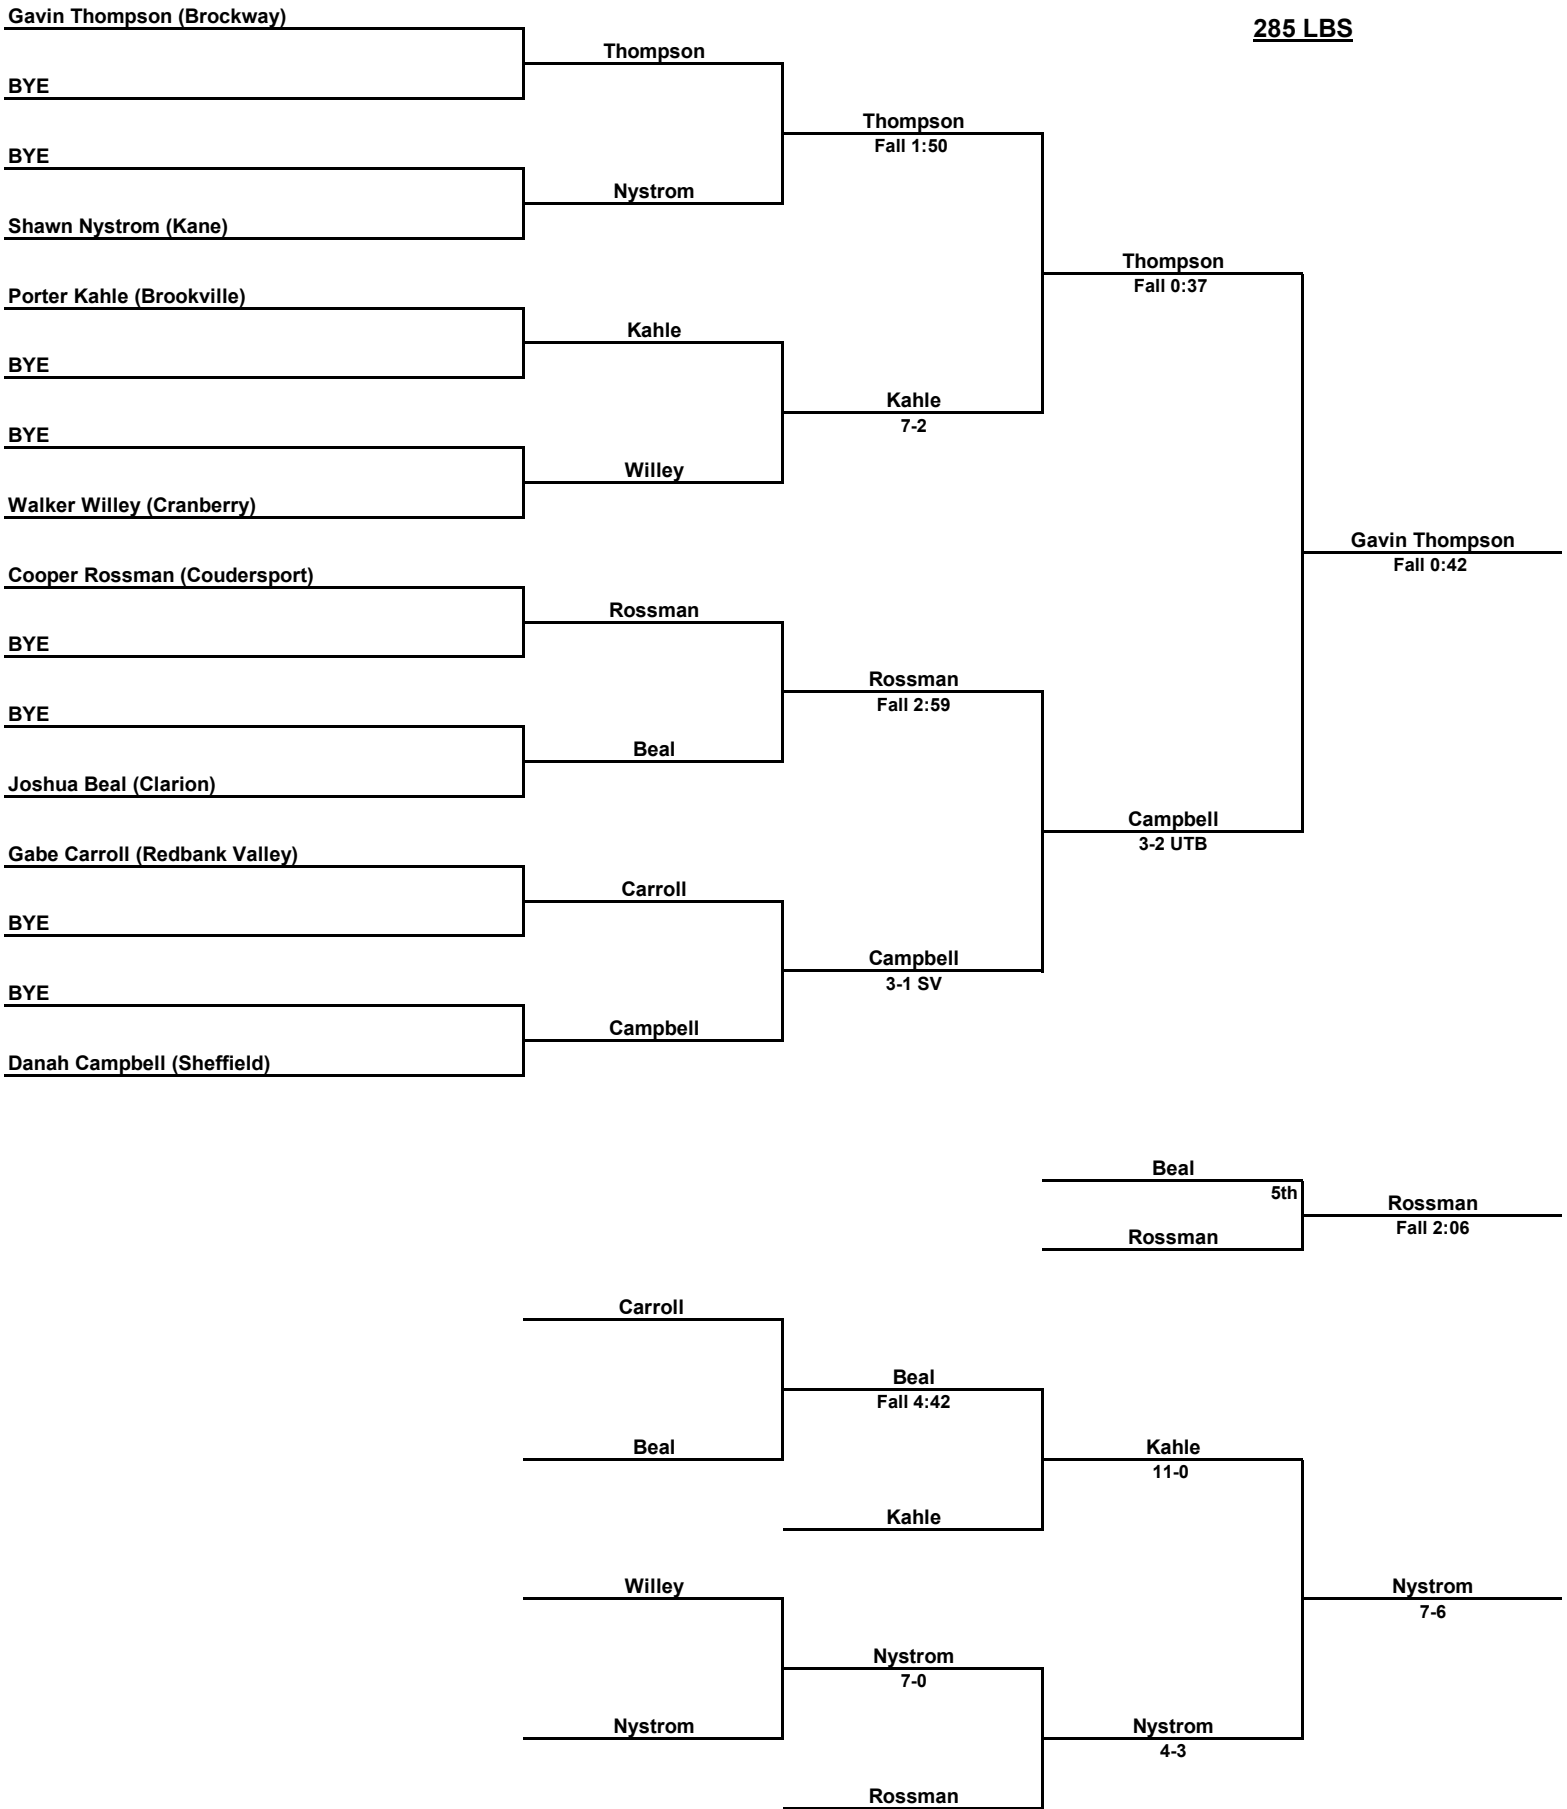 Gavin Thompson (Brockway)
285 LBS
Thompson
BYE
Thompson
Fall 1:50
BYE
Nystrom
Shawn Nystrom (Kane)
Thompson
Fall 0:37
Porter Kahle (Brookville)
Kahle
BYE
Kahle
7-2
BYE
Willey
Walker Willey (Cranberry)
Gavin Thompson
Fall 0:42
Cooper Rossman (Coudersport)
Rossman
BYE
Rossman
Fall 2:59
BYE
Beal
Joshua Beal (Clarion)
Campbell
3-2 UTB
Gabe Carroll (Redbank Valley)
Carroll
BYE
Campbell
3-1 SV
BYE
Campbell
Danah Campbell (Sheffield)
Beal
5th
Rossman
Fall 2:06
Rossman
Carroll
Beal
Fall 4:42
Beal
Kahle
11-0
Kahle
Willey
Nystrom
7-6
Nystrom
7-0
Nystrom
Nystrom
4-3
Rossman